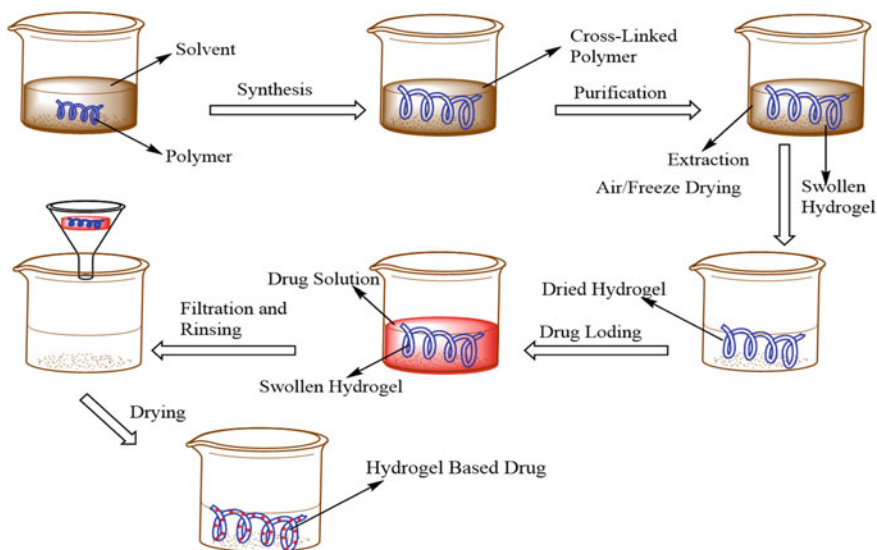 Solvent
Synthesis
Polymer
Cross-Linked
Polymer
Purification
Extraction
Air/Freeze Drying
Swollen
Hydrogel
Dried Hydrogel
Drug Loding
Drug Solution
Swollen Hydrogel
Filtration and
Rinsing
Drying
Hydrogel Based Drug